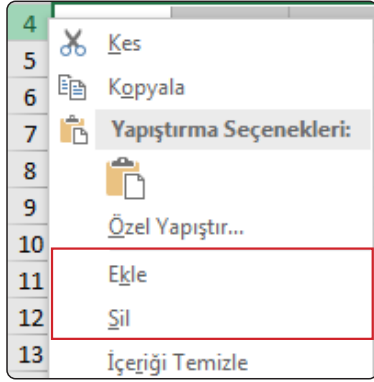 4
Kes
5
6
Kopyala
7
Yapıştırma Seçenekleri:
8
9
Özel Yapıştır...
10
11
Ekle
12
Sil
13
İçeriği Temizle